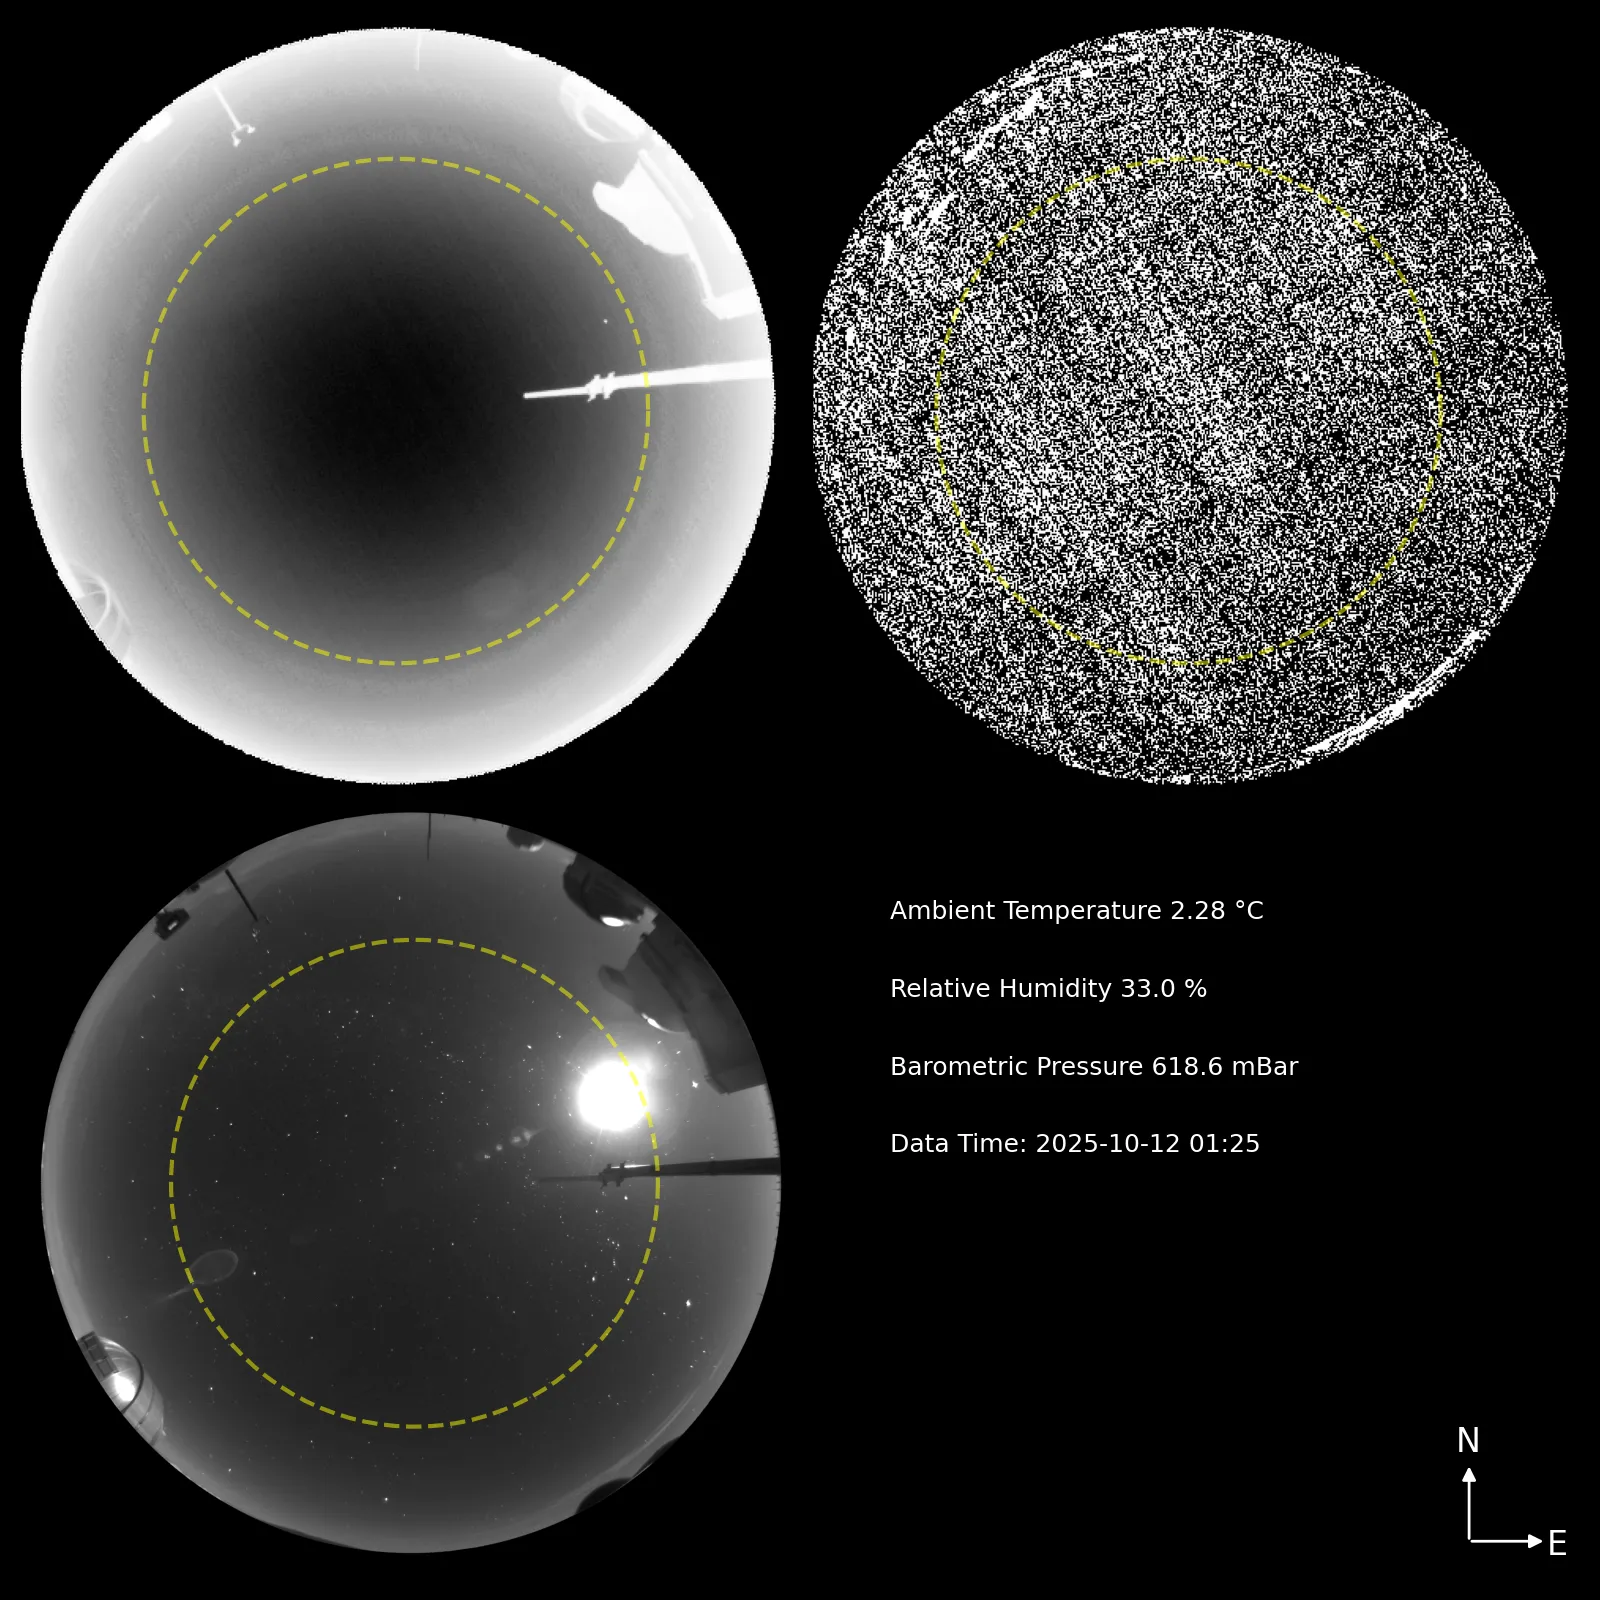 Ambient Temperature 2.28 °C
Relative Humidity 33.0 %
Barometric Pressure 618.6 mBar
Data Time: 2025-10-12 01:25
N
E